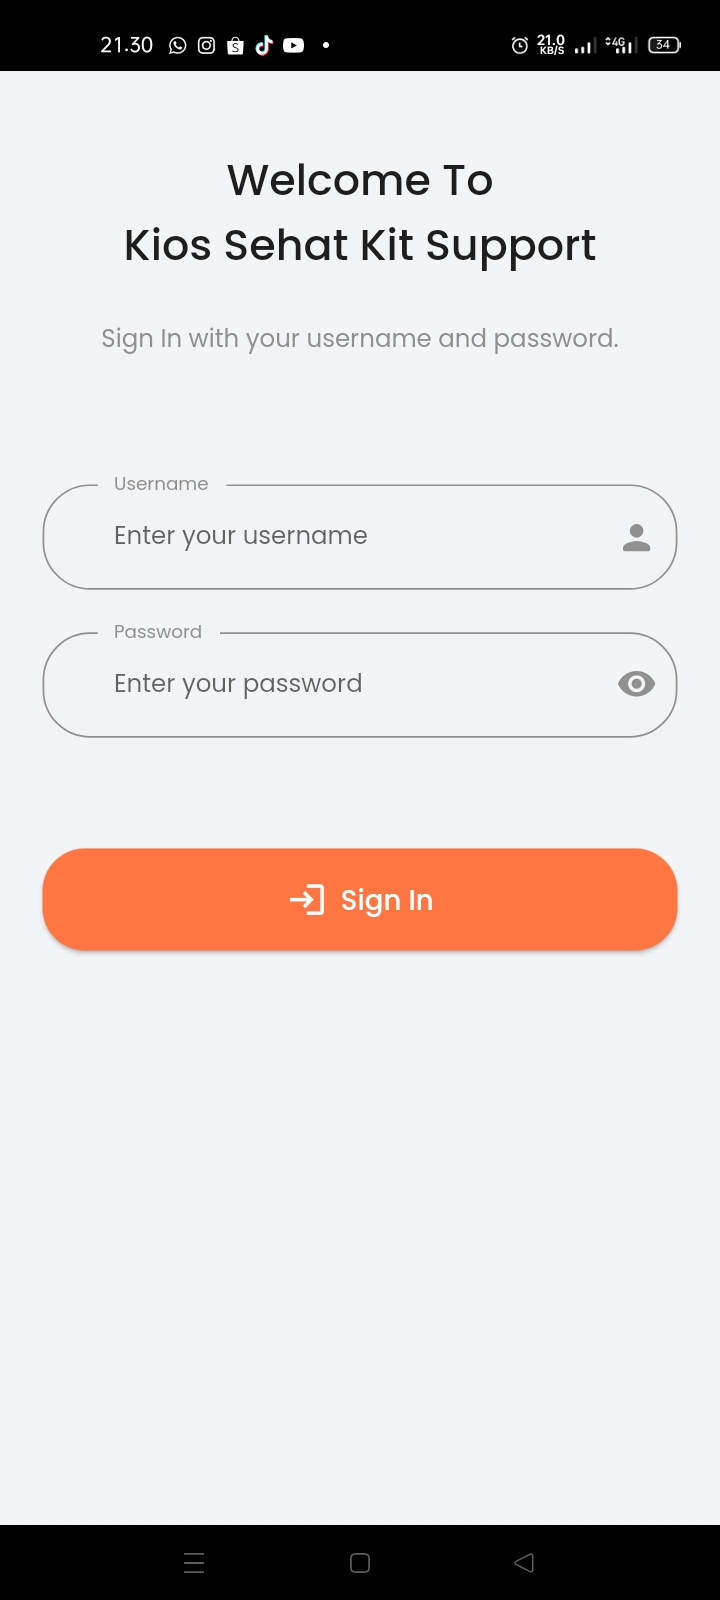 21.30 21.0 KB/S 4G 34
Welcome To
Kios Sehat Kit Support
Sign In with your username and password.
Username
Enter your username
Password
Enter your password
Sign In